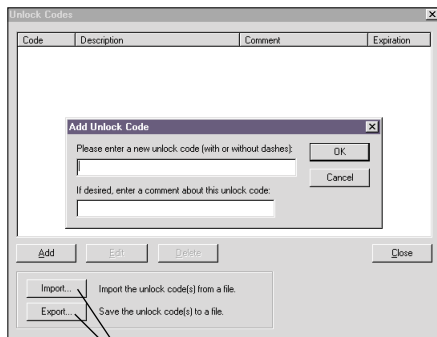 Unlock Codes
Code Description Comment Expiration
Add Unlock Code
Please enter a new unlock code (with or without dashes):
OK
Cancel
If desired, enter a comment about this unlock code:
Add Edit Delete Close
Import... Import the unlock code(s) from a file.
Export... Save the unlock code(s) to a file.